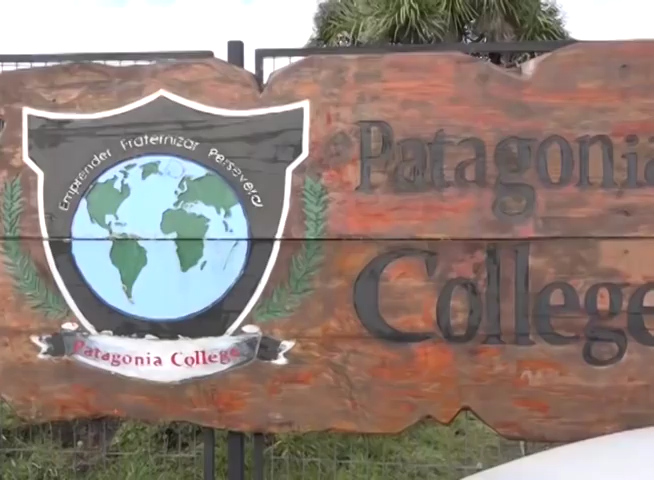 Emprender Fraternizar Perseverar
Patagonia College
Patagonia
College